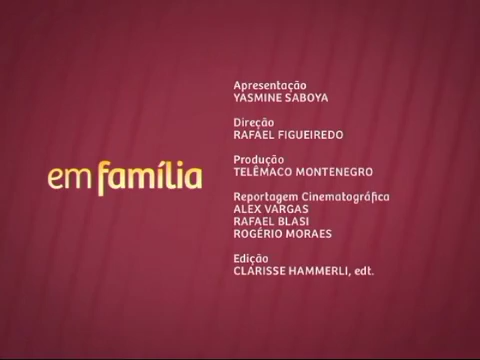 em família
Apresentação
YASMINE SABOYA
Direção
RAFAEL FIGUEIREDO
Produção
TELÊMACO MONTENEGRO
Reportagem Cinematográfica
ALEX VARGAS
RAFAEL BLASI
ROGÉRIO MORAES
Edição
CLARISSE HAMMERLI, edt.